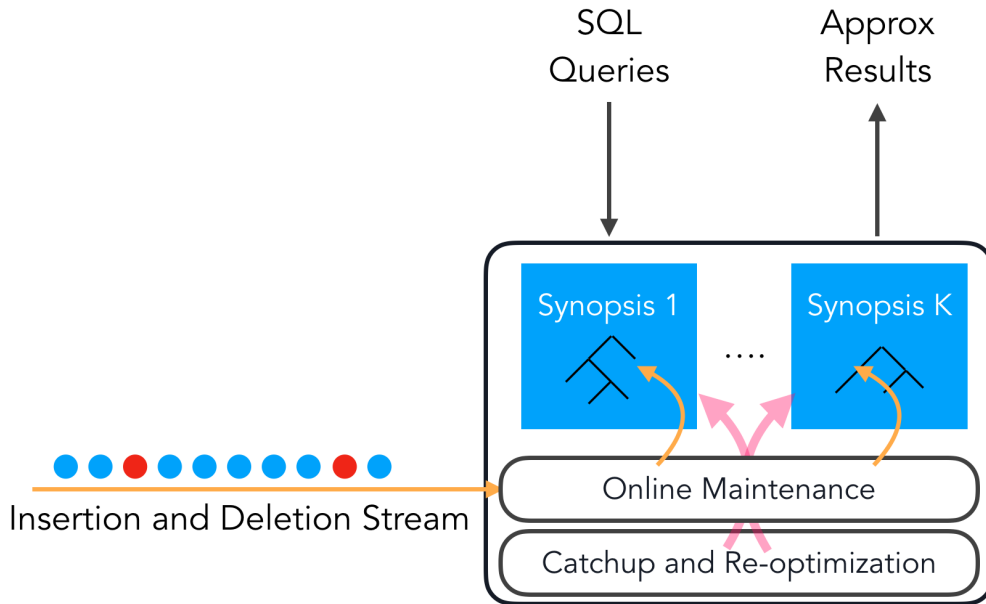 SQL
Queries
Approx
Results
Synopsis 1
....
Synopsis K
Online Maintenance
Insertion and Deletion Stream
Catchup and Re-optimization